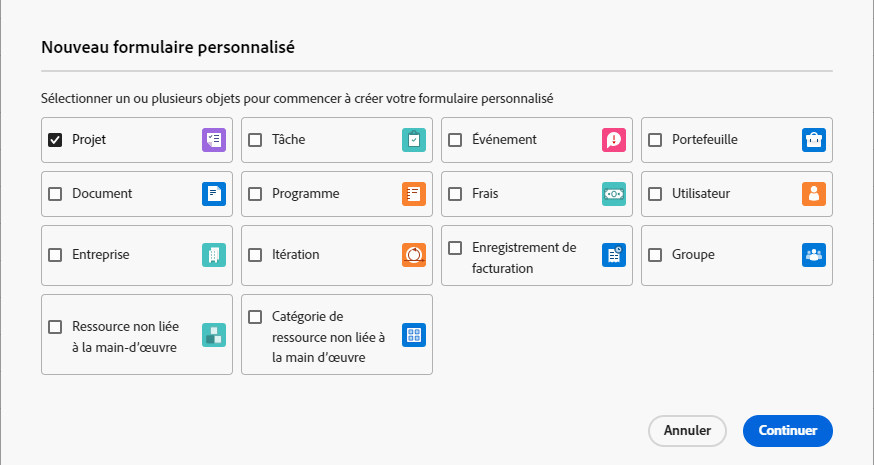 Nouveau formulaire personnalisé
Sélectionner un ou plusieurs objets pour commencer à créer votre formulaire personnalisé
Projet
Tâche
Événement
Portefeuille
Document
Programme
Frais
Utilisateur
Entreprise
Itération
Enregistrement de
facturation
Groupe
Ressource non liée
à la main-d’œuvre
Catégorie de
ressource non liée à
la main d’œuvre
Annuler
Continuer